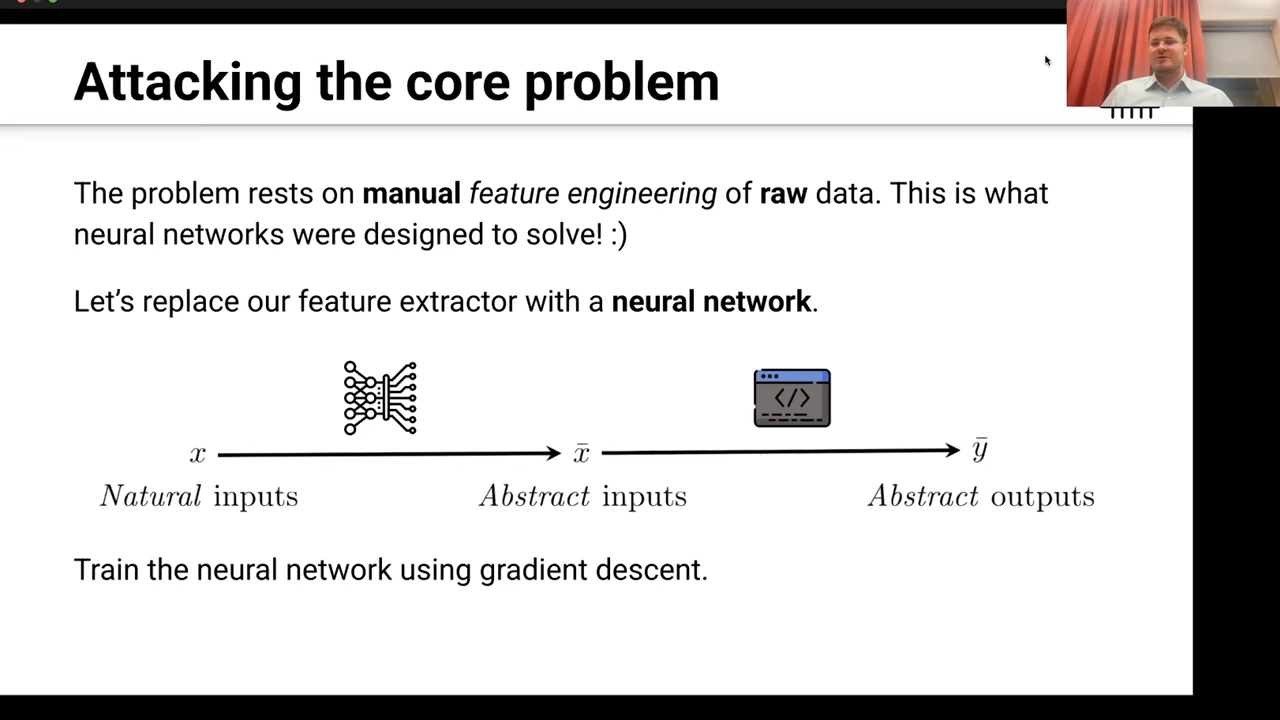 Attacking the core problem
The problem rests on manual feature engineering of raw data. This is what
neural networks were designed to solve! :)
Let’s replace our feature extractor with a neural network.
</>
x x̄ ȳ
Natural inputs Abstract inputs Abstract outputs
Train the neural network using gradient descent.